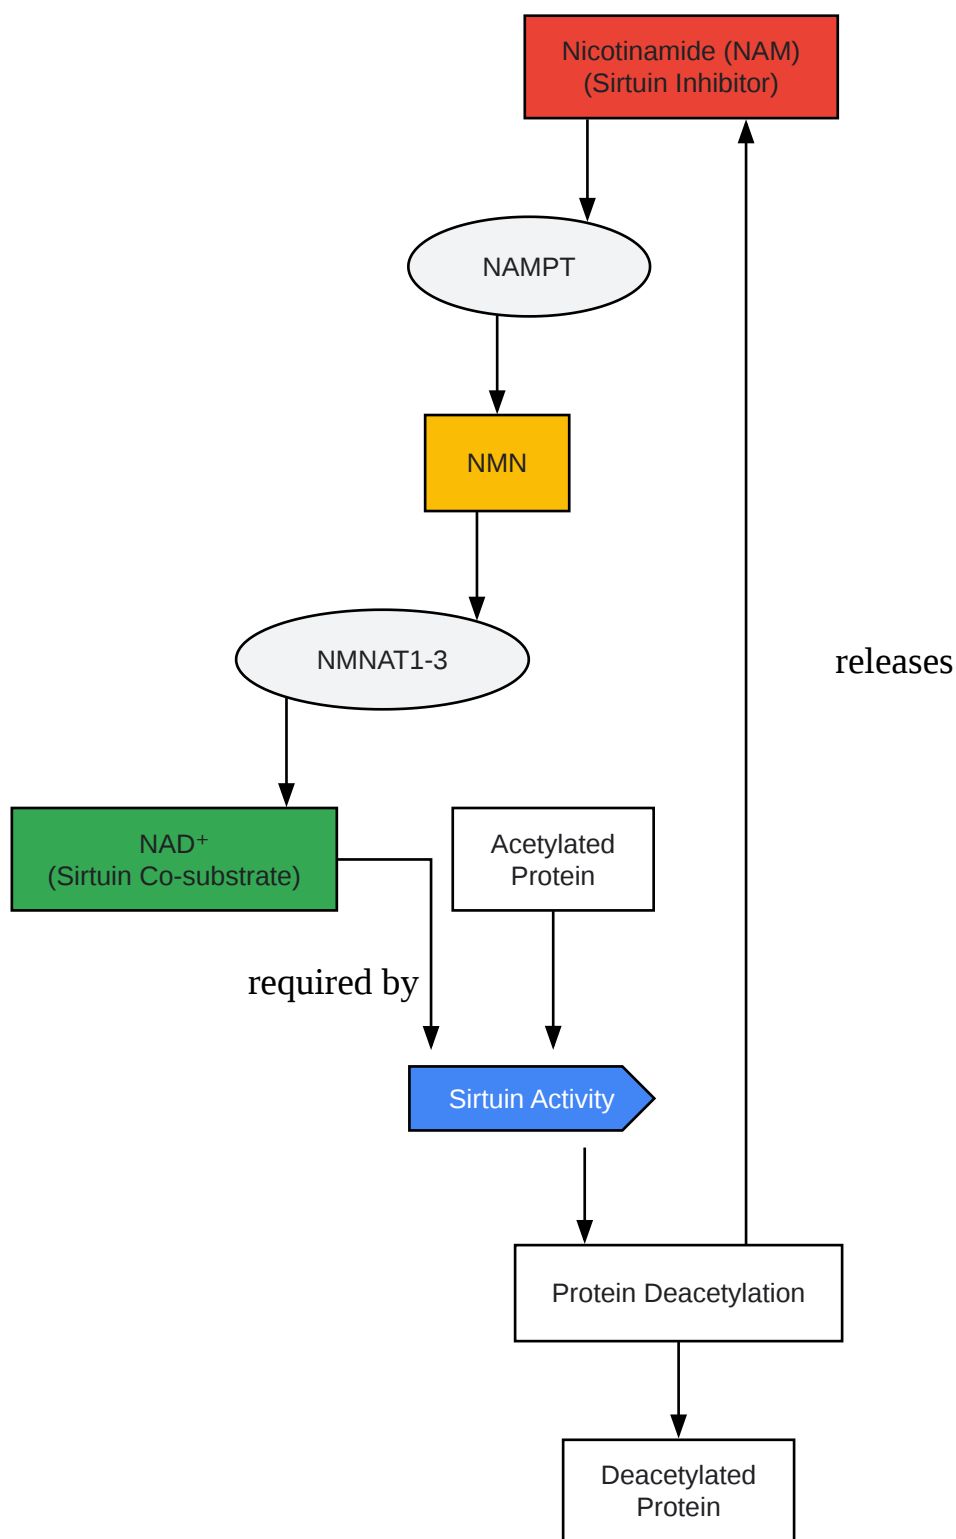 Nicotinamide (NAM)
(Sirtuin Inhibitor)
NAMPT
NMN
NMNAT1-3
releases
NAD⁺
(Sirtuin Co-substrate)
Acetylated
Protein
required by
Sirtuin Activity
Protein Deacetylation
Deacetylated
Protein